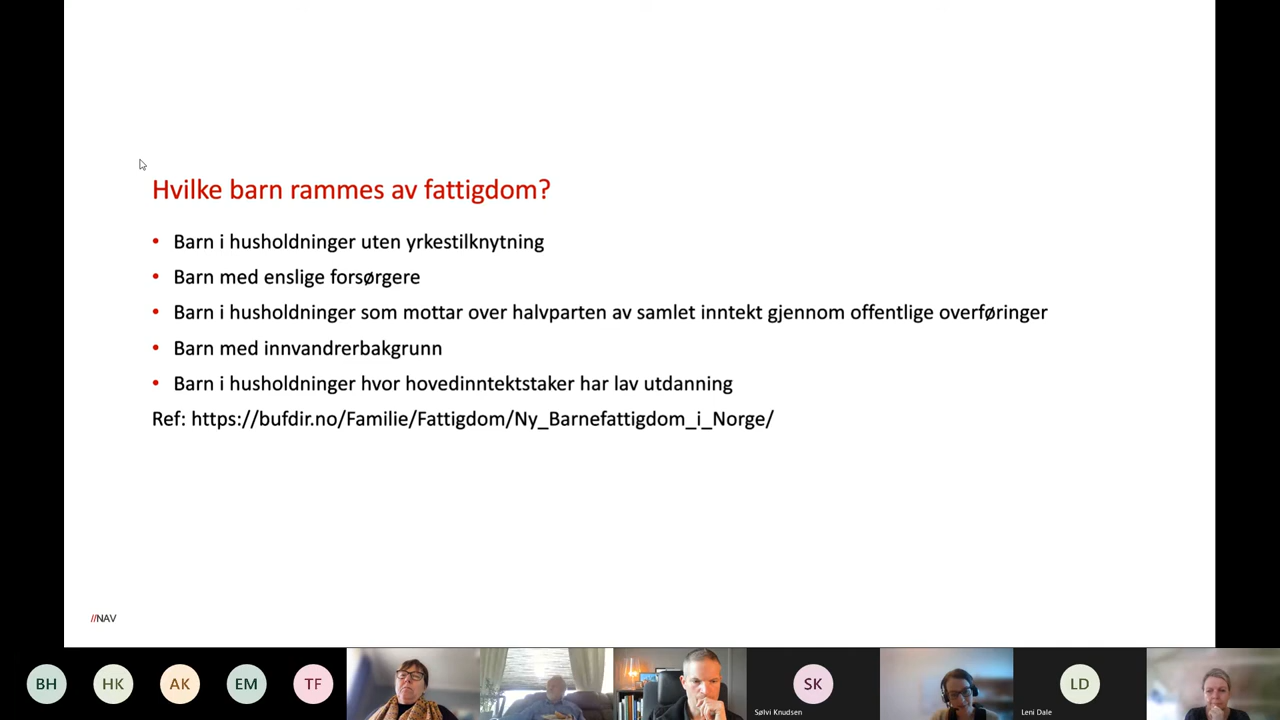 Hvilke barn rammes av fattigdom?
• Barn i husholdninger uten yrkestilknytning
• Barn med enslige forsørgere
• Barn i husholdninger som mottar over halvparten av samlet inntekt gjennom offentlige overføringer
• Barn med innvandrerbakgrunn
• Barn i husholdninger hvor hovedinntektstaker har lav utdanning
Ref: https://bufdir.no/Familie/Fattigdom/Ny_Barnefattigdom_i_Norge/
//NAV
BH
HK
AK
EM
TF
SK
Sølvi Knudsen
LD
Leni Dale